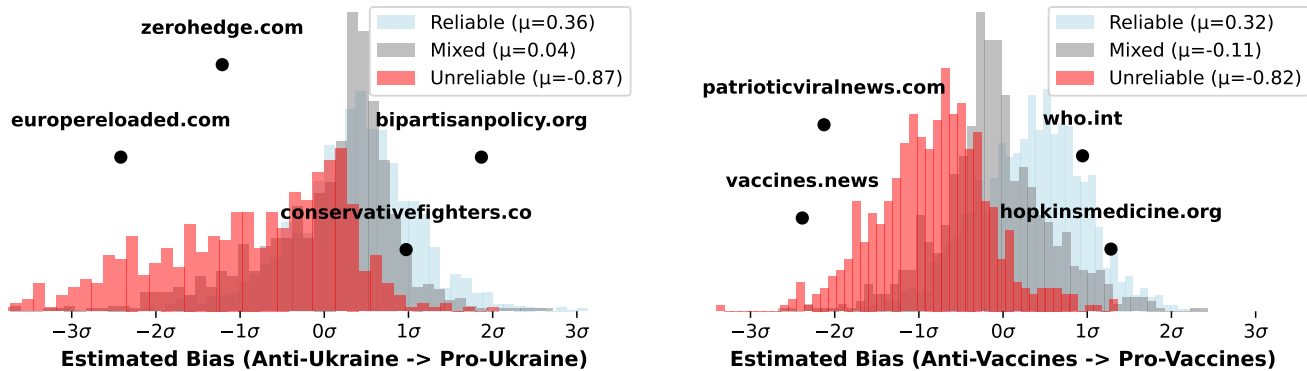 zerohedge.com
europereloaded.com
bipartisanpolicy.org
conservativefighters.co
Reliable (μ=0.36)
Mixed (μ=0.04)
Unreliable (μ=-0.87)
−3σ −2σ −1σ 0σ 1σ 2σ 3σ
Estimated Bias (Anti-Ukraine -> Pro-Ukraine)
patrioticviralnews.com
who.int
vaccines.news
hopkinsmedicine.org
Reliable (μ=0.32)
Mixed (μ=-0.11)
Unreliable (μ=-0.82)
−3σ −2σ −1σ 0σ 1σ 2σ 3σ
Estimated Bias (Anti-Vaccines -> Pro-Vaccines)